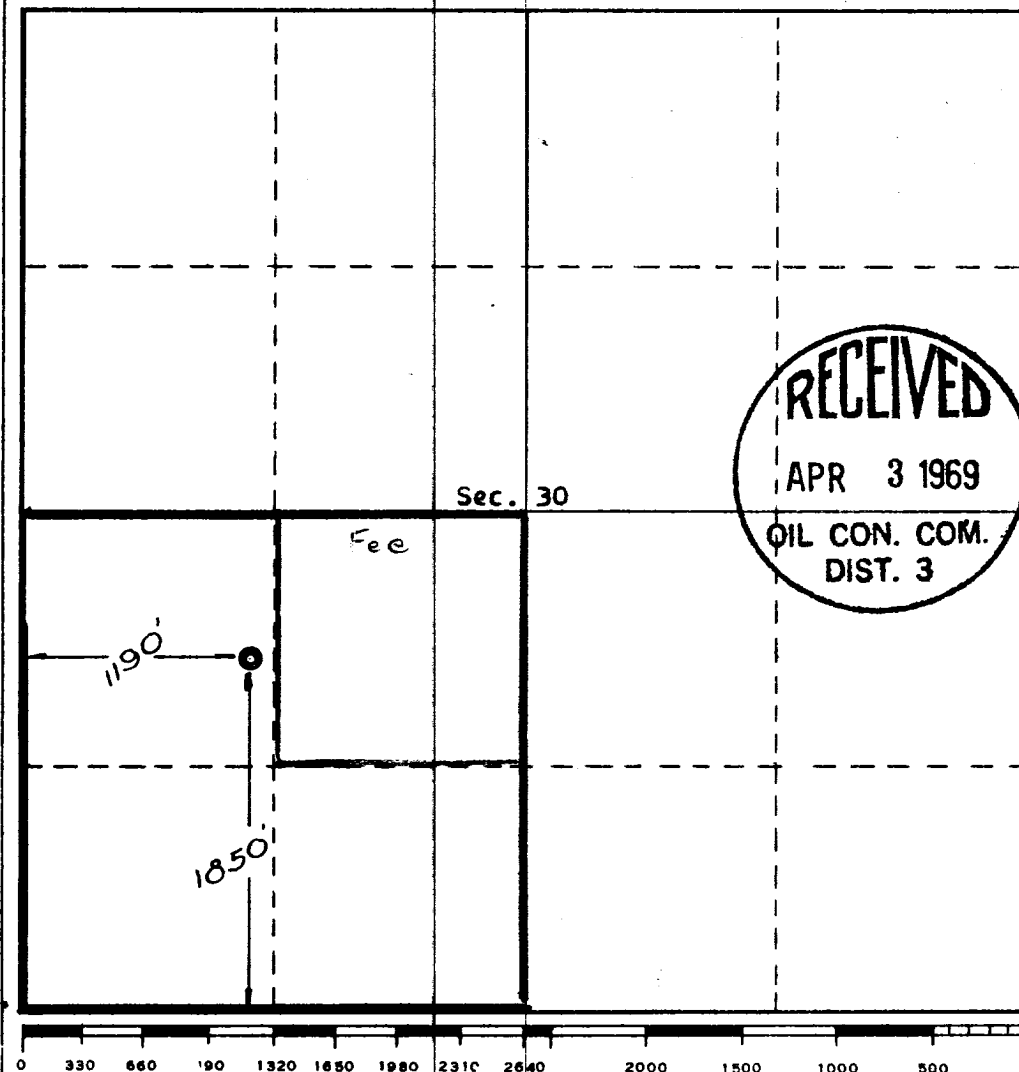 RECEIVED
APR 3 1969
OIL CON. COM.
DIST. 3
Sec. 30
Fee
1190'
1850'
0 330 660 '90 1320 1650 1980 2310 2640 2000 1500 1000 500